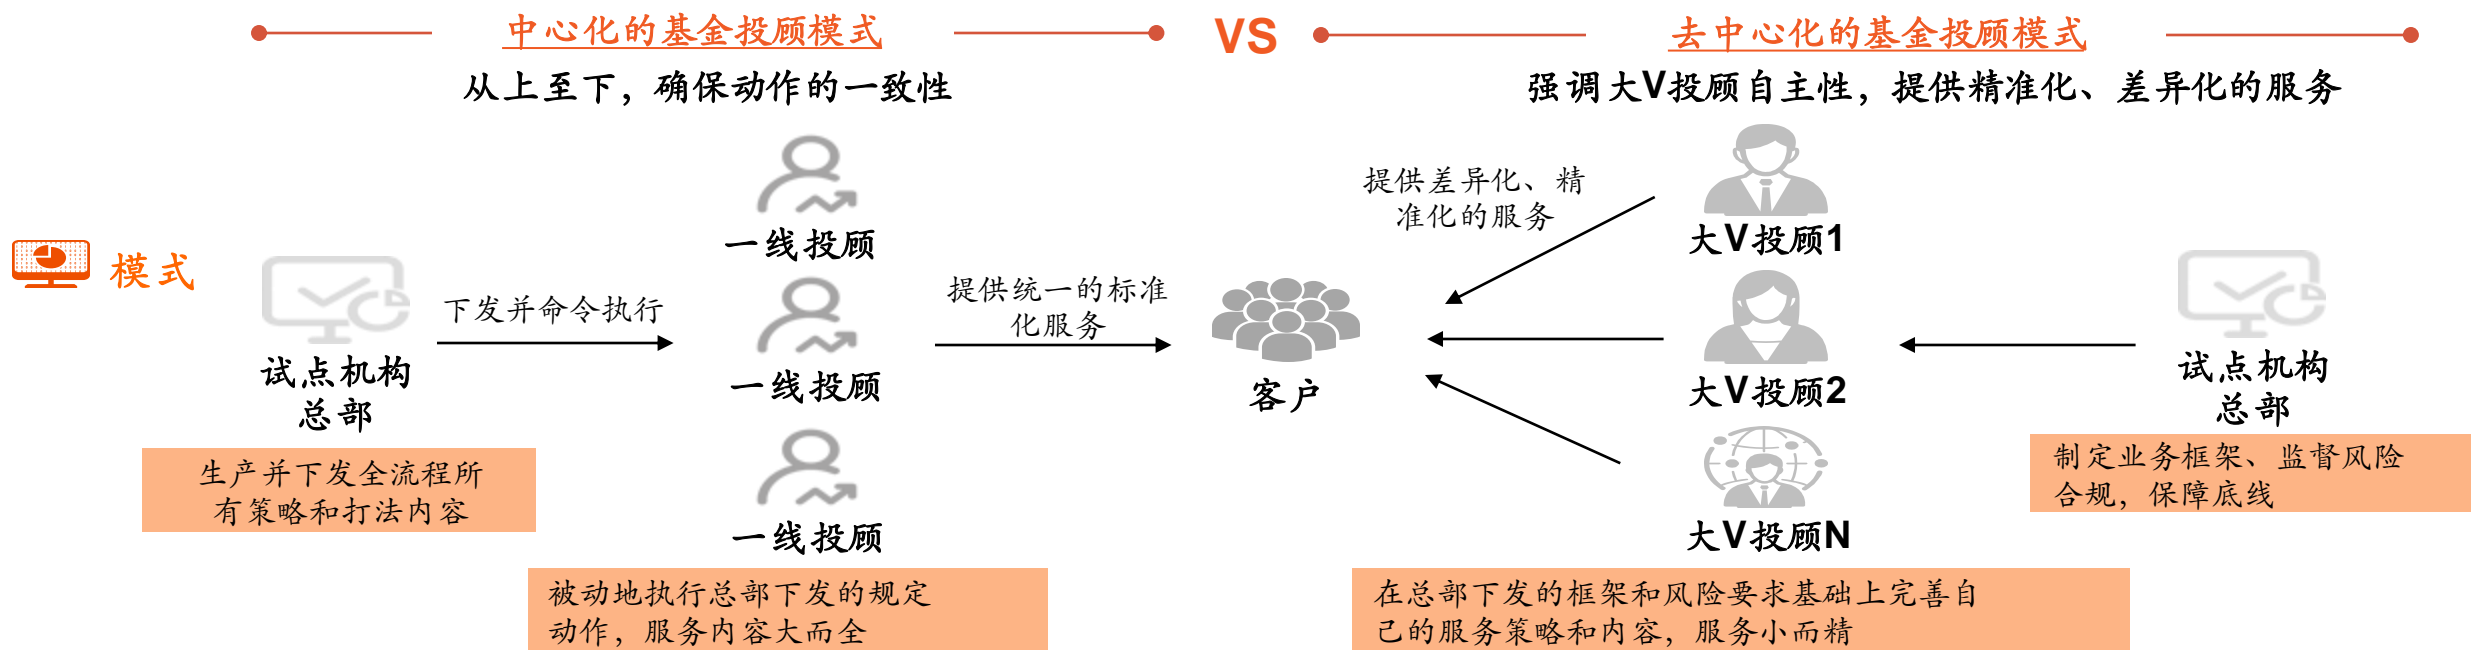 中心化的基金投顾模式
VS
去中心化的基金投顾模式
从上至下，确保动作的一致性
强调大V投顾自主性，提供精准化、差异化的服务
模式
试点机构
总部
生产并下发全流程所
有策略和打法内容
下发并命令执行
一线投顾
一线投顾
一线投顾
被动地执行总部下发的规定
动作，服务内容大而全
提供统一的标准
化服务
客户
提供差异化、精
准化的服务
大V投顾1
大V投顾2
大V投顾N
在总部下发的框架和风险要求基础上完善自
己的服务策略和内容，服务小而精
试点机构
总部
制定业务框架、监督风险
合规，保障底线